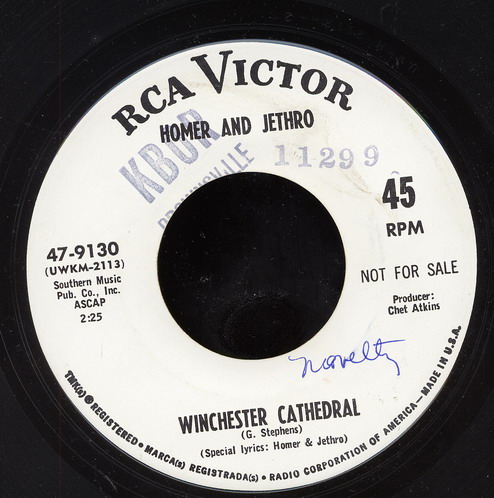 RCA VICTOR
HOMER AND JETHRO
KBOR
BROWNSVILLE
11299
45
RPM
47-9130
(UWKM-2113)
Southern Music
Pub. Co., Inc.
ASCAP
2:25
NOT FOR SALE
Producer:
Chet Atkins
novelty
WINCHESTER CATHEDRAL
(G. Stephens)
(Special lyrics: Homer & Jethro)
TMK(s) ® REGISTERED • MARCA(s) REGISTRADA(s) • RADIO CORPORATION OF AMERICA—MADE IN U.S.A.